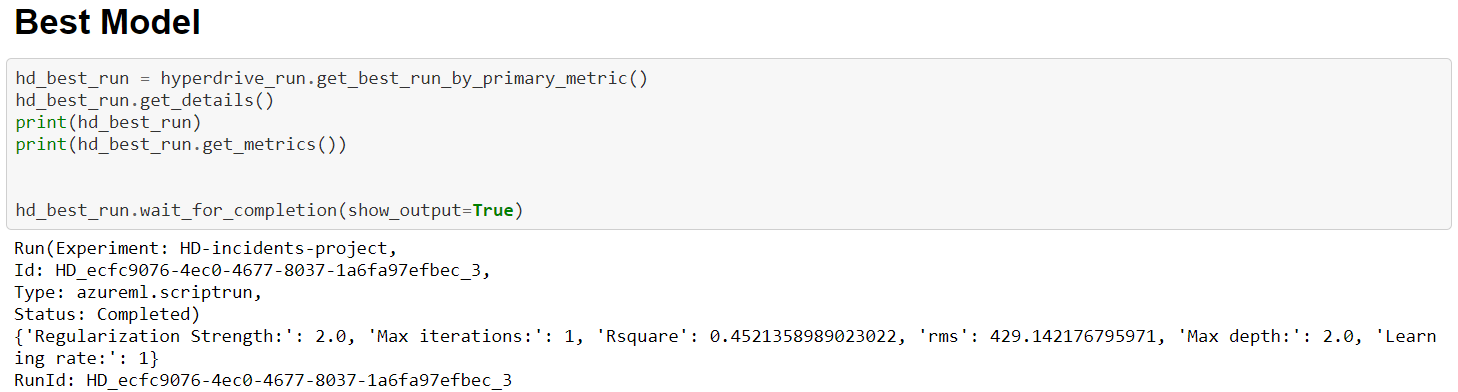 Best Model
hd_best_run = hyperdrive_run.get_best_run_by_primary_metric()
hd_best_run.get_details()
print(hd_best_run)
print(hd_best_run.get_metrics())
hd_best_run.wait_for_completion(show_output=True)
Run(Experiment: HD-incidents-project,
Id: HD_ecfc9076-4ec0-4677-8037-1a6fa97efbec_3,
Type: azureml.scriptrun,
Status: Completed)
{'Regularization Strength:': 2.0, 'Max iterations:': 1, 'Rsquare': 0.4521358989023022, 'rms': 429.142176795971, 'Max depth:': 2.0, 'Learn
ing rate:': 1}
RunId: HD_ecfc9076-4ec0-4677-8037-1a6fa97efbec_3